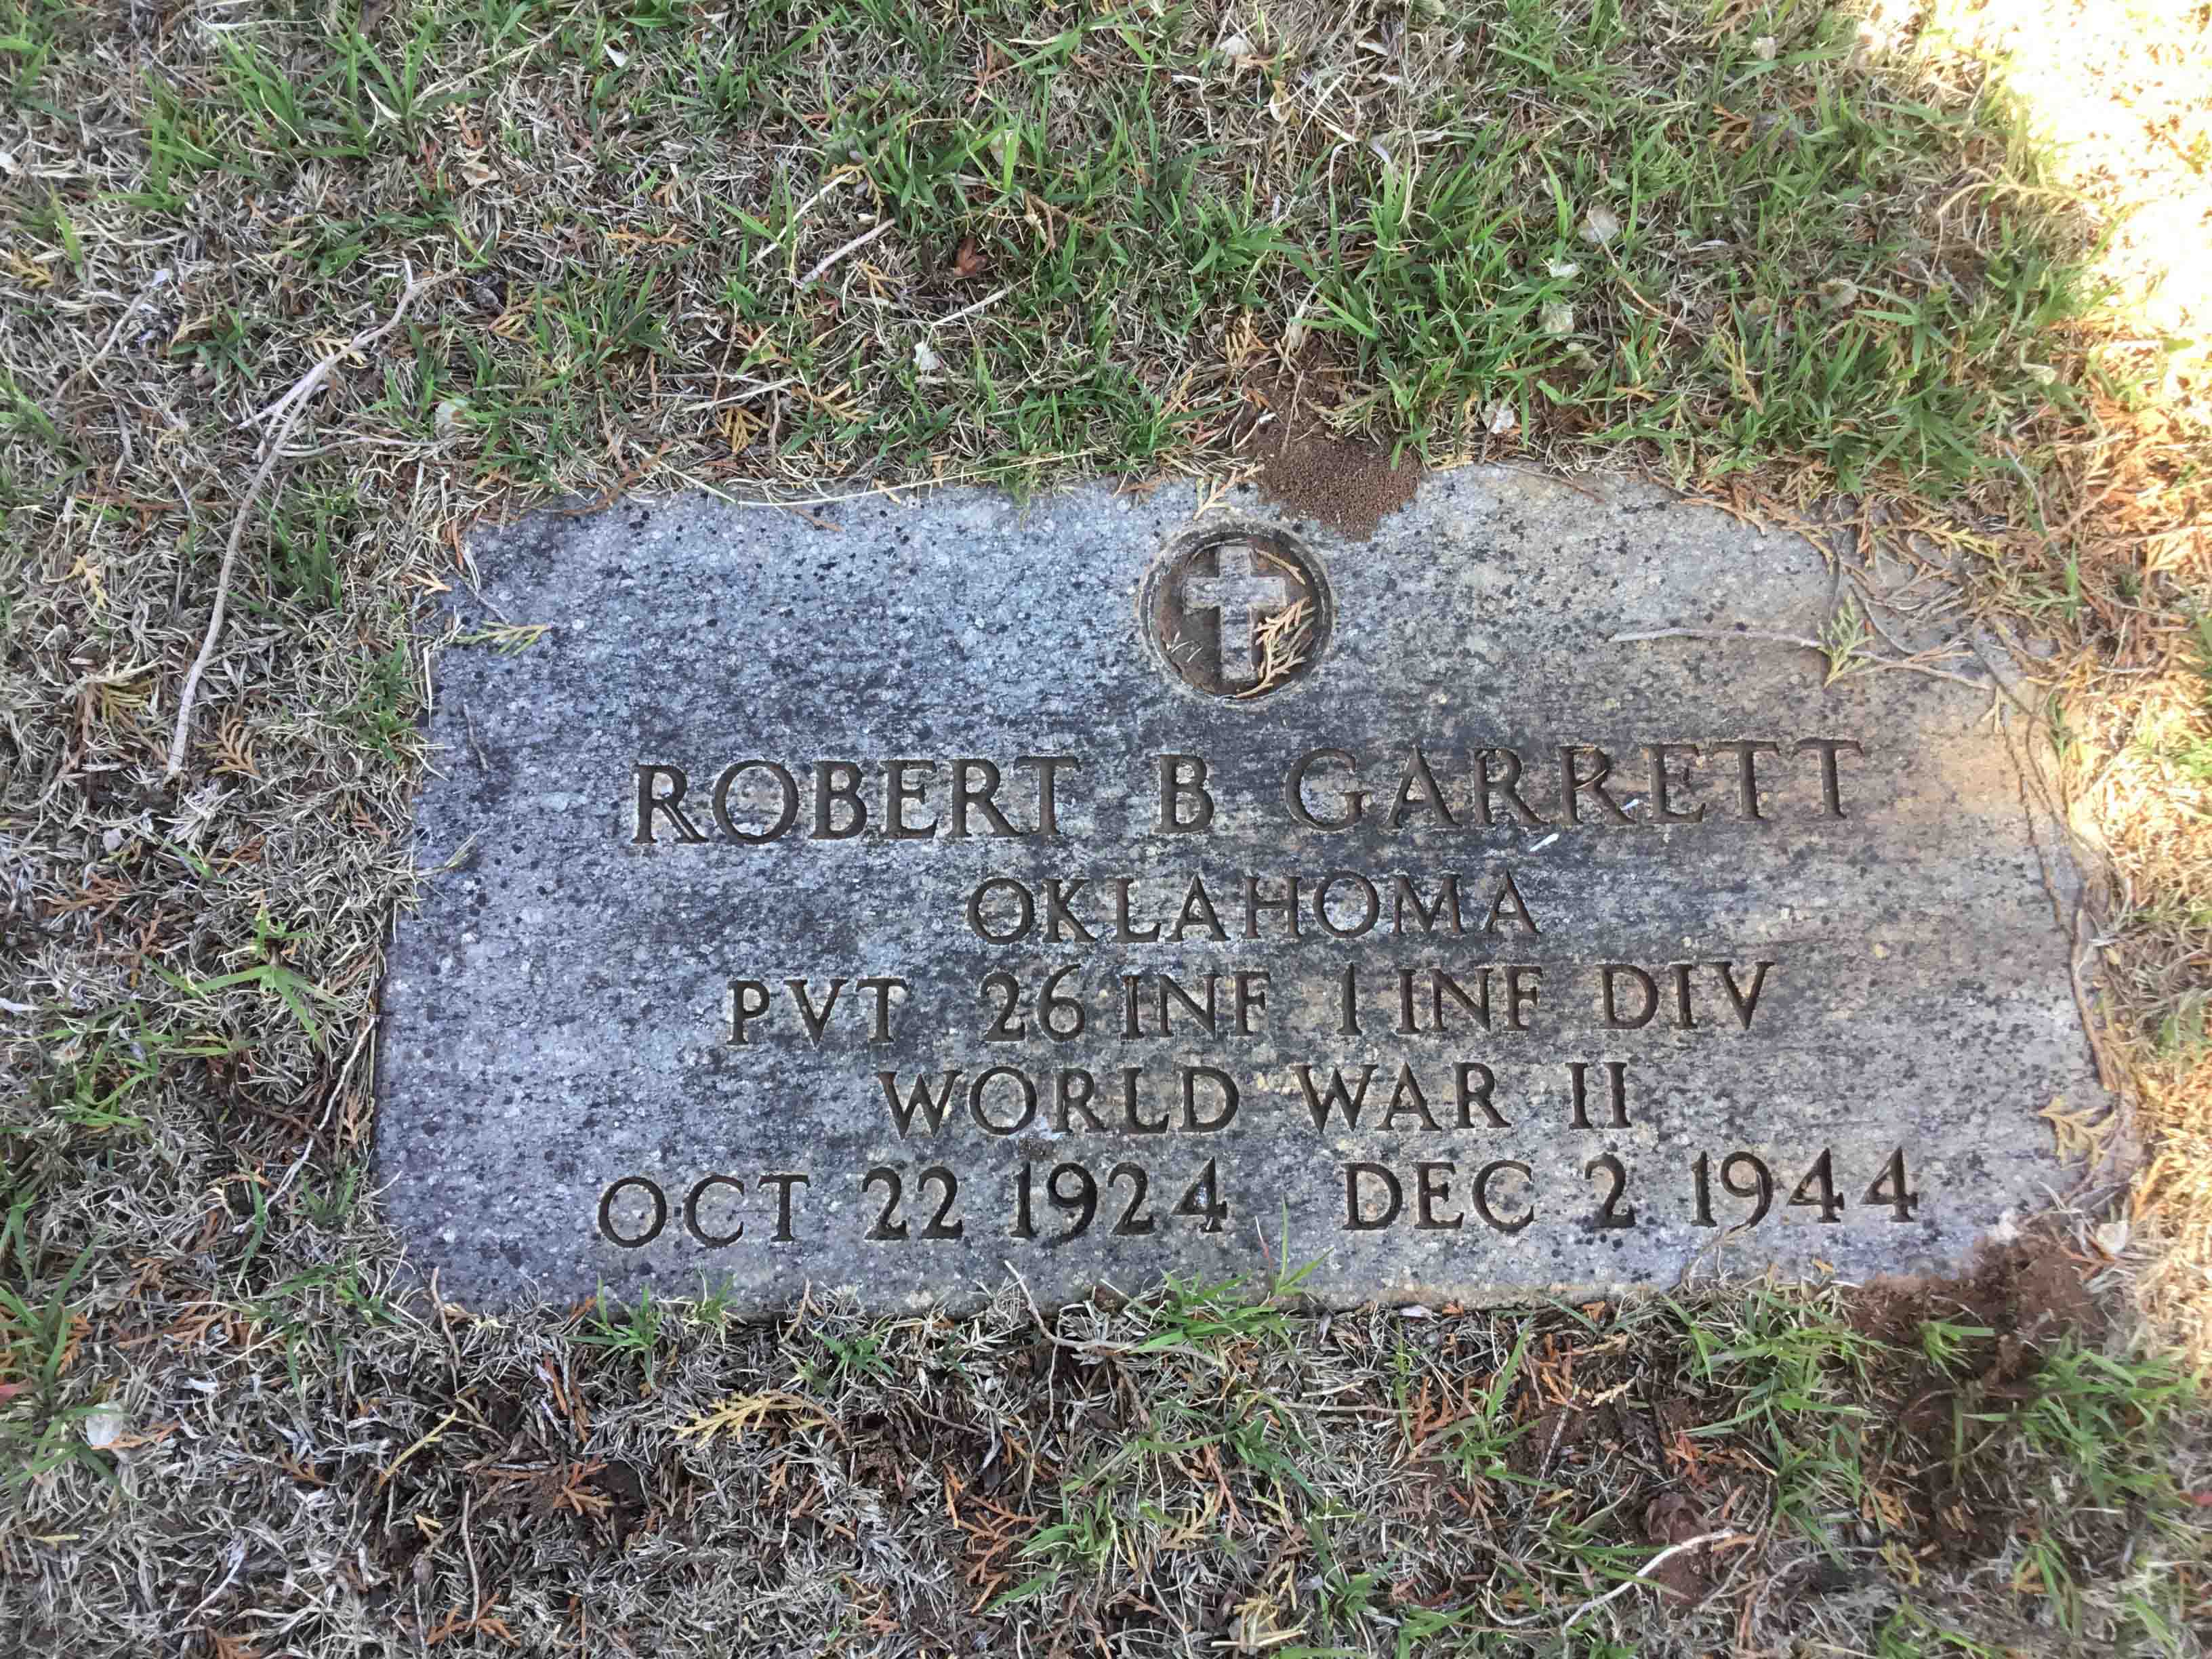 ROBERT B GARRETT
OKLAHOMA
PVT 26 INF 1 INF DIV
WORLD WAR II
OCT 22 1924 DEC 2 1944